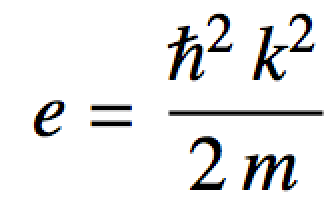 e = ħ² k² / 2 m